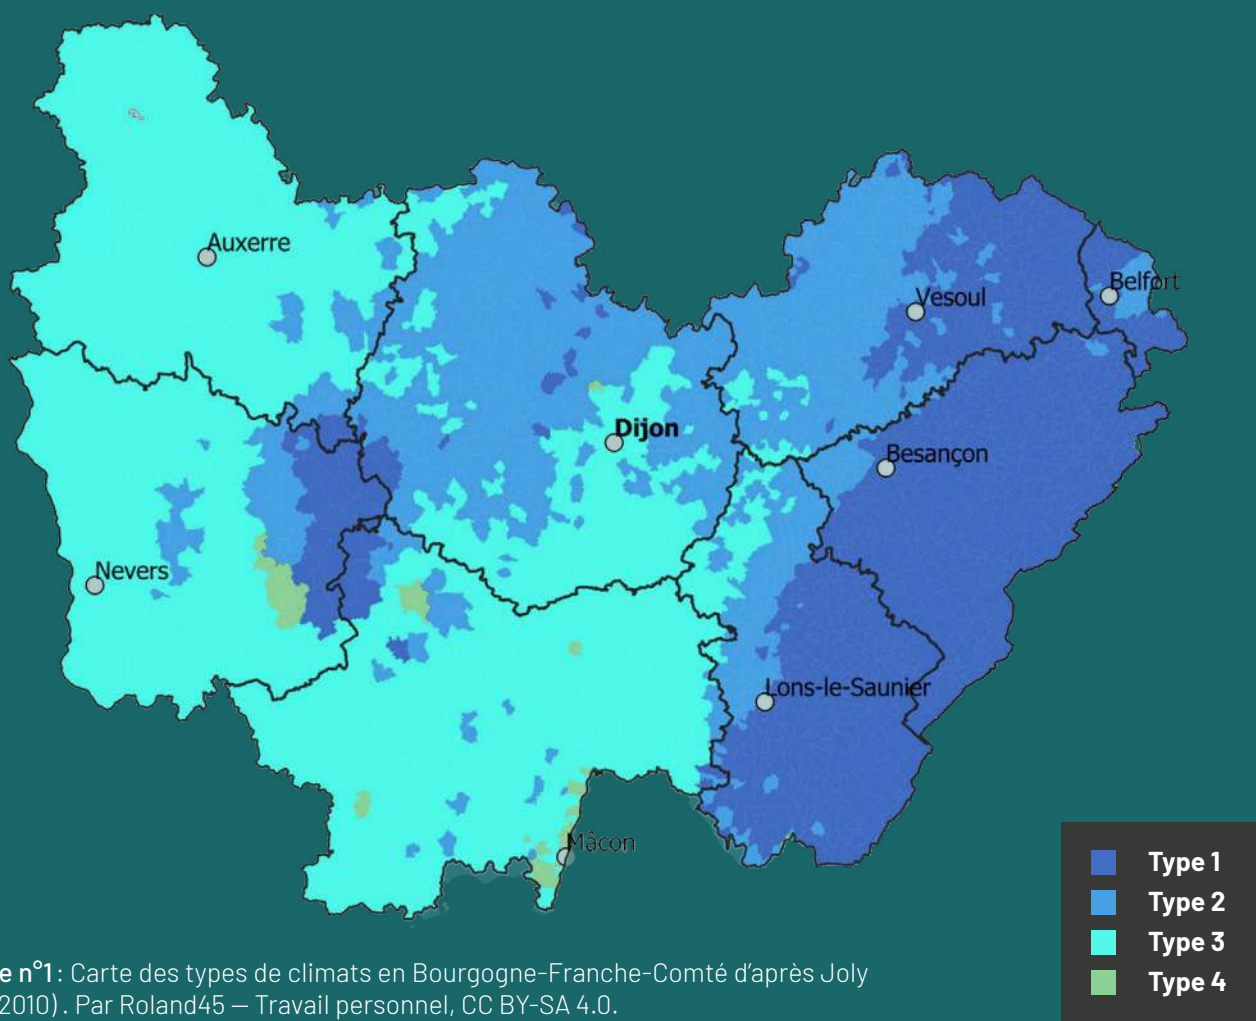 Auxerre
Belfort
Vesoul
Dijon
Besançon
Nevers
Lons-le-Saunier
Mâcon
Type 1
Type 2
Type 3
Type 4
e n°1 : Carte des types de climats en Bourgogne-Franche-Comté d'après Joly
2010) . Par Roland45 — Travail personnel, CC BY-SA 4.0.